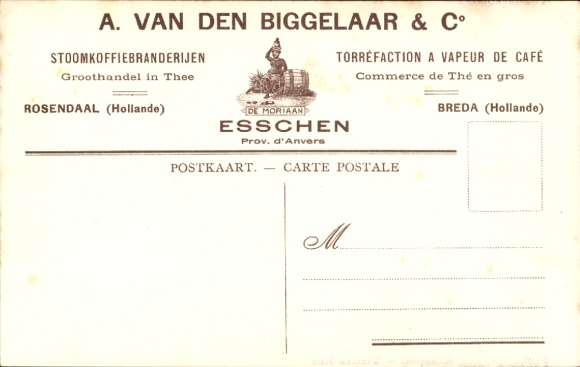 A. VAN DEN BIGGELAAR & Cº
STOOMKOFFIEBRANDERIJEN
Groothandel in Thee
ROSENDAAL (Hollande)
DE MORIAAN
ESSCHEN
Prov. d'Anvers
TORRÉFACTION A VAPEUR DE CAFÉ
Commerce de Thé en gros
BREDA (Hollande)
POSTKAART. — CARTE POSTALE
M